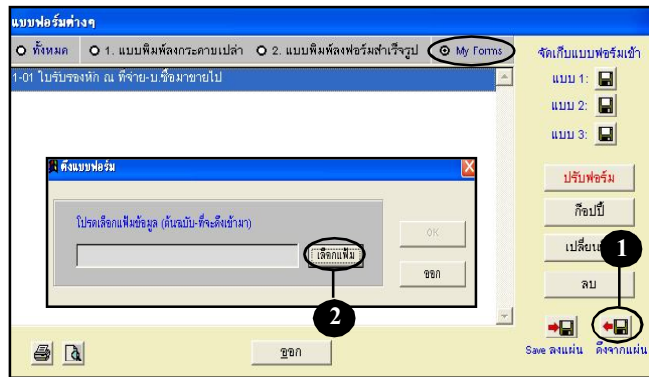 แบบฟอร์มต่างๆ
ทั้งหมด 1. แบบพิมพ์ลงกระดาษเปล่า 2. แบบพิมพ์ลงฟอร์มสำเร็จรูป My Forms
จัดเก็บแบบฟอร์มเข้า
1-01 ใบรับรองหัก ณ ที่จ่าย-บ.ซื้อมาขายไป
แบบ 1:
แบบ 2:
แบบ 3:
ดึงแบบฟอร์ม
โปรดเลือกแฟ้มข้อมูล (ต้นฉบับ-ที่จะดึงเข้ามา)
เลือกแฟ้ม
OK
ออก
ปรับฟอร์ม
ก๊อปปี้
เปลี่ยน
ลบ
1
2
Save ลงแผ่น ดึงจากแผ่น
ออก